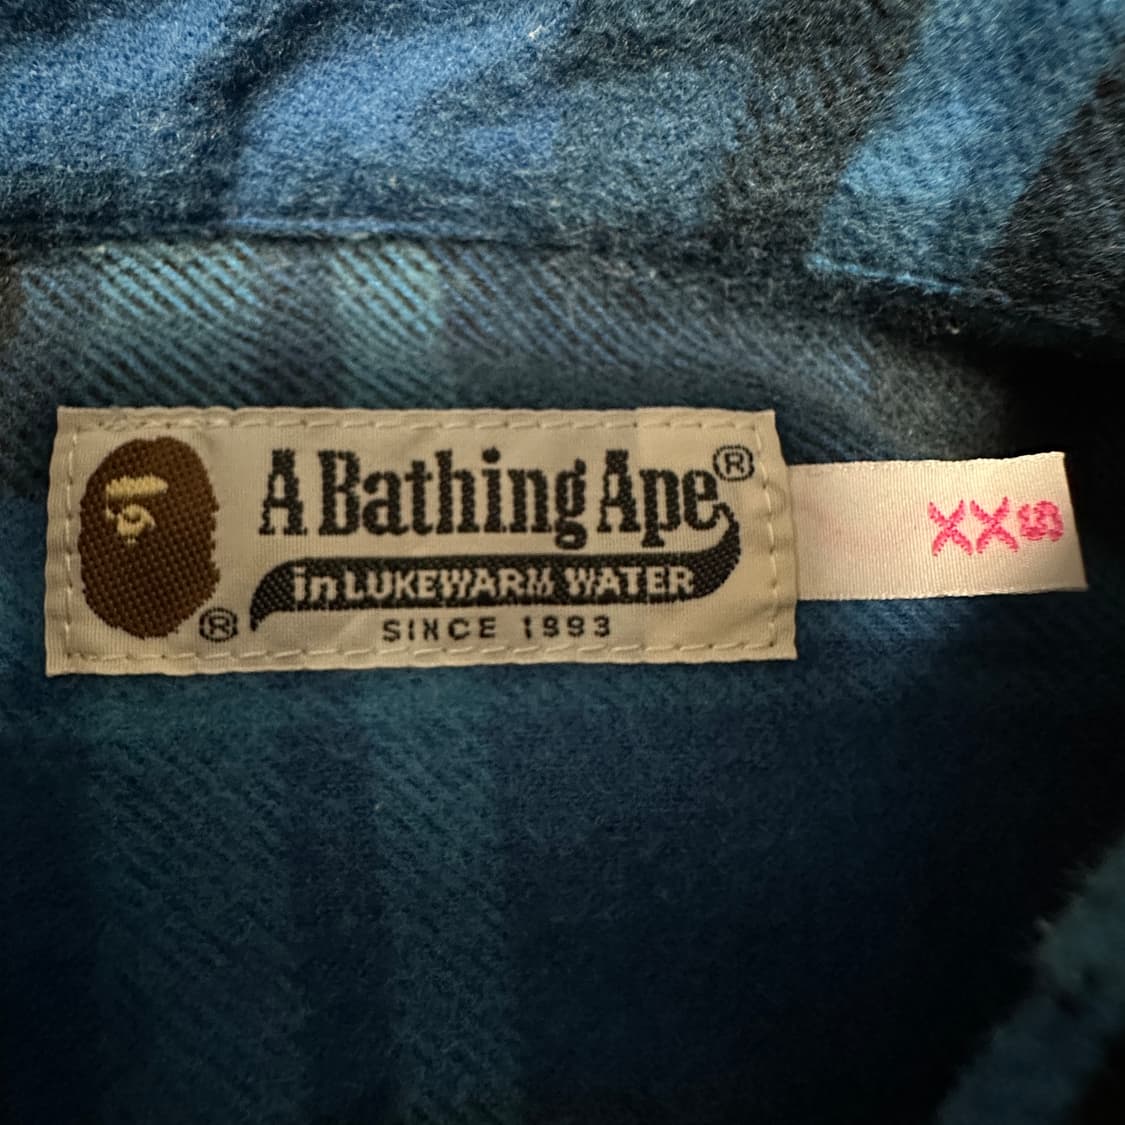 A Bathing Ape®
in LUKEWARM WATER
SINCE 1993
®
XXS